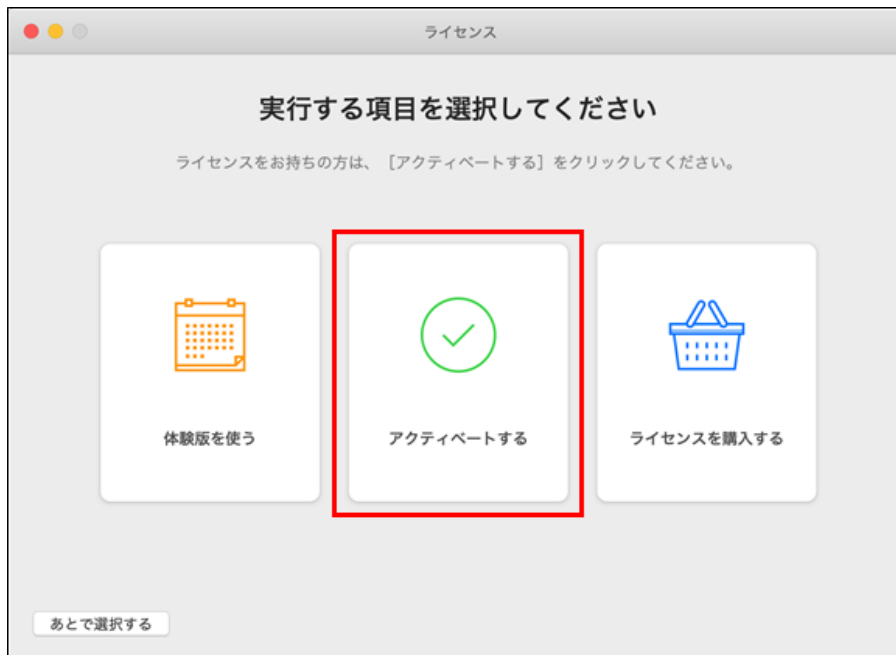 ライセンス
実行する項目を選択してください
ライセンスをお持ちの方は、［アクティベートする］をクリックしてください。
体験版を使う
アクティベートする
ライセンスを購入する
あとで選択する